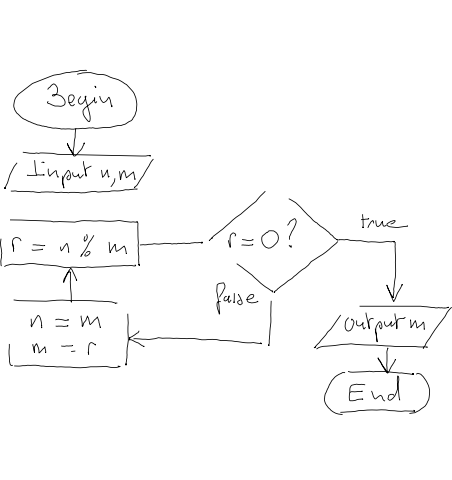 Begin
Input n, m
r = n % m
r = 0 ?
true
false
n = m
m = r
output m
End